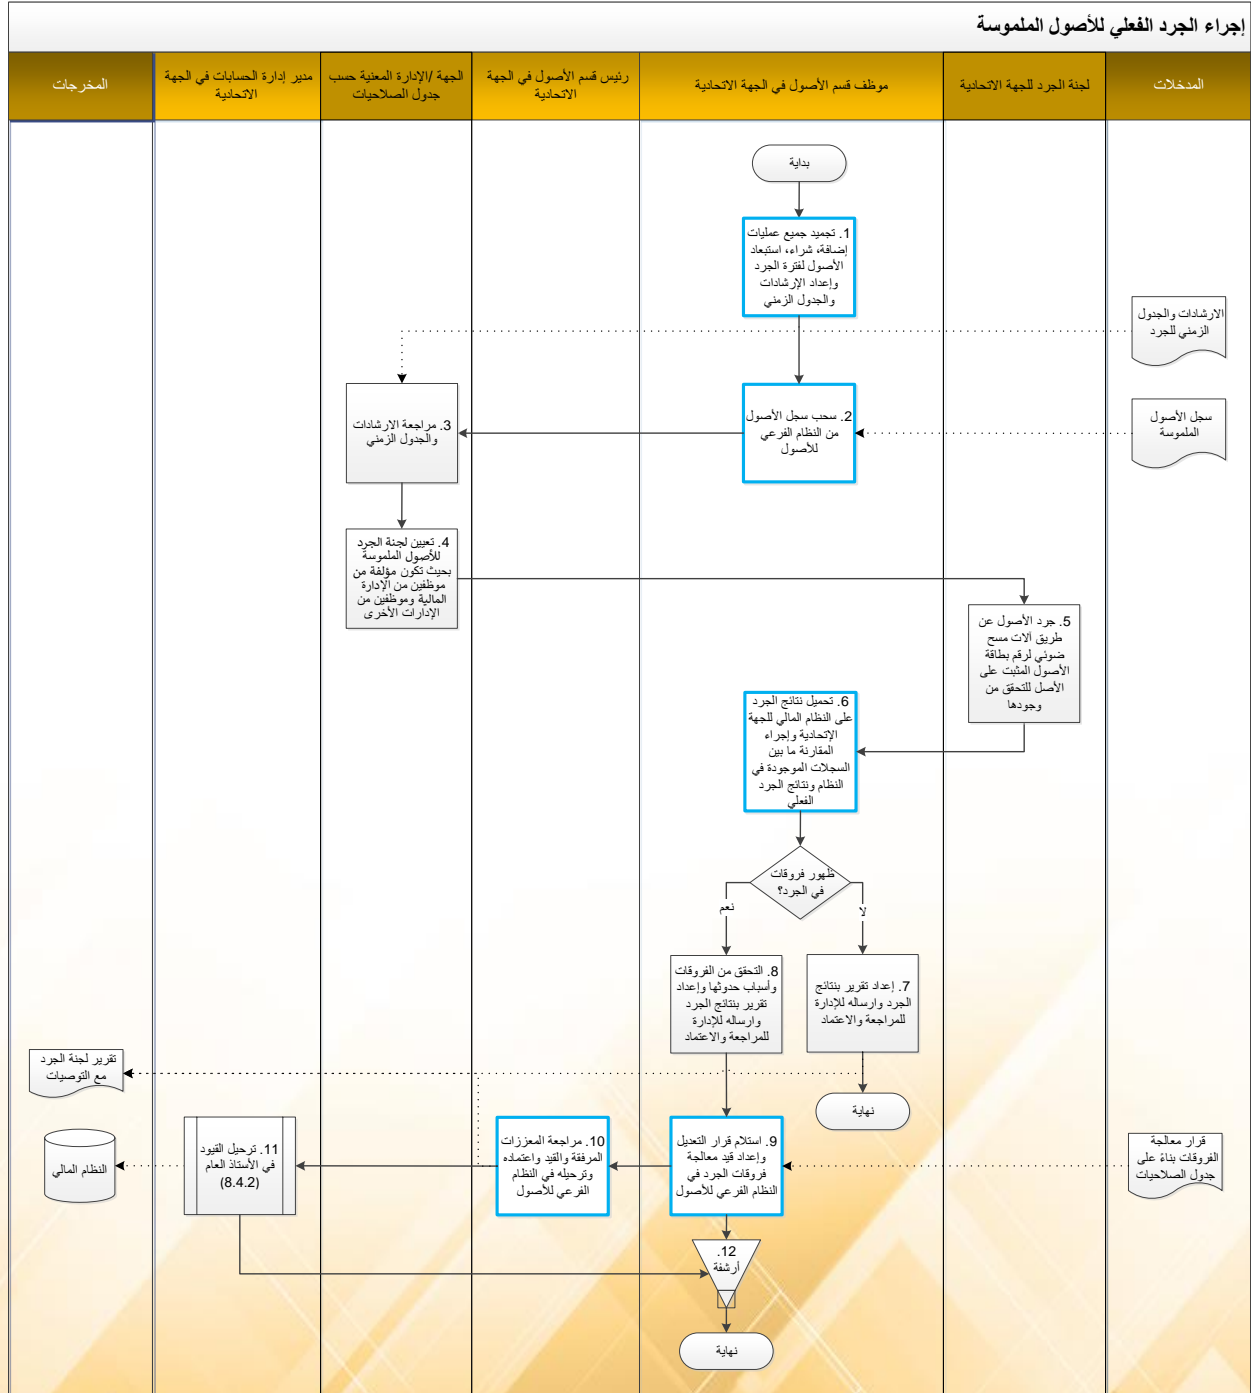 إجراء الجرد الفعلي للأصول الملموسة
المدخلات
لجنة الجرد للجهة الاتحادية
موظف قسم الأصول في الجهة الاتحادية
رئيس قسم الأصول في الجهة
الاتحادية
الجهة /الإدارة المعنية حسب
جدول الصلاحيات
مدير إدارة الحسابات في الجهة
الاتحادية
المخرجات
بداية
1. تجميد جميع عمليات
إضافة، شراء، استبعاد
الأصول لفترة الجرد
وإعداد الإرشادات
والجدول الزمني
الارشادات والجدول
الزمني للجرد
سجل الأصول
الملموسة
2. سحب سجل الأصول
من النظام الفرعي
للأصول
3. مراجعة الارشادات
والجدول الزمني
4. تعيين لجنة الجرد
للأصول الملموسة
بحيث تكون مؤلفة من
موظفين من الإدارة
المالية وموظفين من
الإدارات الأخرى
5. جرد الأصول عن
طريق آلات مسح
ضوئي لرقم بطاقة
الأصول المثبت على
الأصل للتحقق من
وجودها
6. تحميل نتائج الجرد
على النظام المالي للجهة
الإتحادية وإجراء
المقارنة ما بين
السجلات الموجودة في
النظام ونتائج الجرد
الفعلي
ظهور فروقات
في الجرد؟
لا
نعم
7. إعداد تقرير بنتائج
الجرد وارساله للإدارة
للمراجعة والاعتماد
8. التحقق من الفروقات
وأسباب حدوثها وإعداد
تقرير بنتائج الجرد
وارساله للإدارة
للمراجعة والاعتماد
تقرير لجنة الجرد
مع التوصيات
نهاية
قرار معالجة
الفروقات بناءً على
جدول الصلاحيات
9. استلام قرار التعديل
وإعداد قيد معالجة
فروقات الجرد في
النظام الفرعي للأصول
10. مراجعة المعززات
المرفقة والقيد واعتماده
وترحيله في النظام
الفرعي للأصول
11. ترحيل القيود
في الأستاذ العام
(8.4.2)
النظام المالي
12.
أرشفة
نهاية